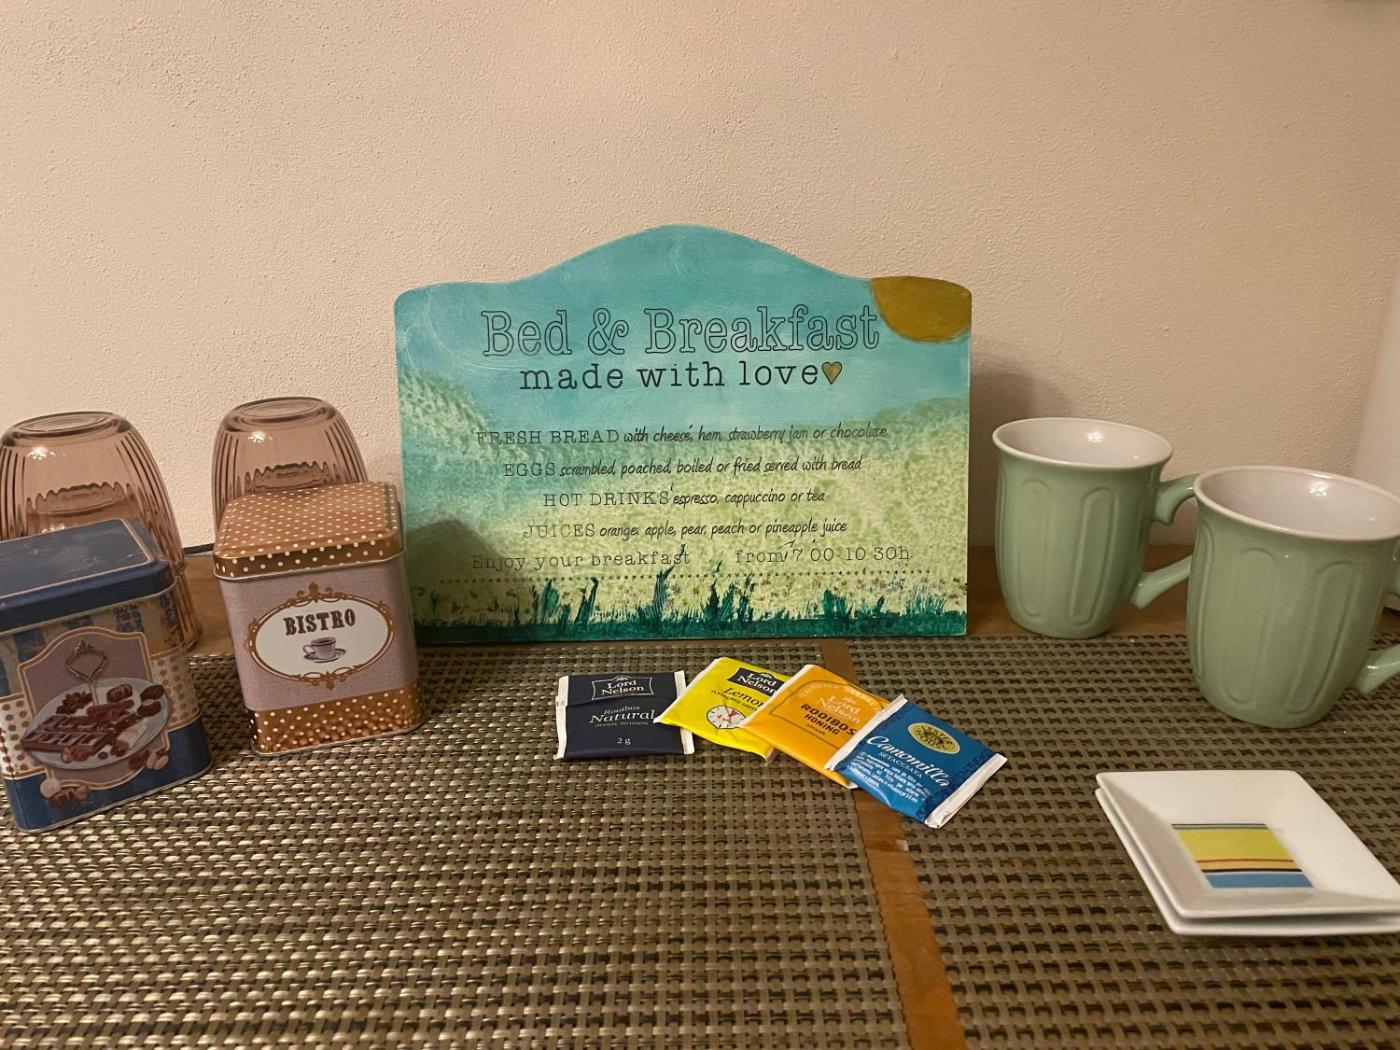 Bed & Breakfast
made with love
FRESH BREAD with cheese, ham, strawberry jam or chocolate
EGGS scrambled, poached, boiled or fried served with bread
HOT DRINKS espresso, cappuccino or tea
JUICES orange, apple, pear, peach or pineapple juice
Enjoy your breakfast from 7 00 10 30h
BISTRO
Lord
Nelson
Rooibos
Natural
2 g
Lord
Nelson
Lemon
Lord
Nelson
ROOIBOS
HONING
Camomilla
SETACCIATA